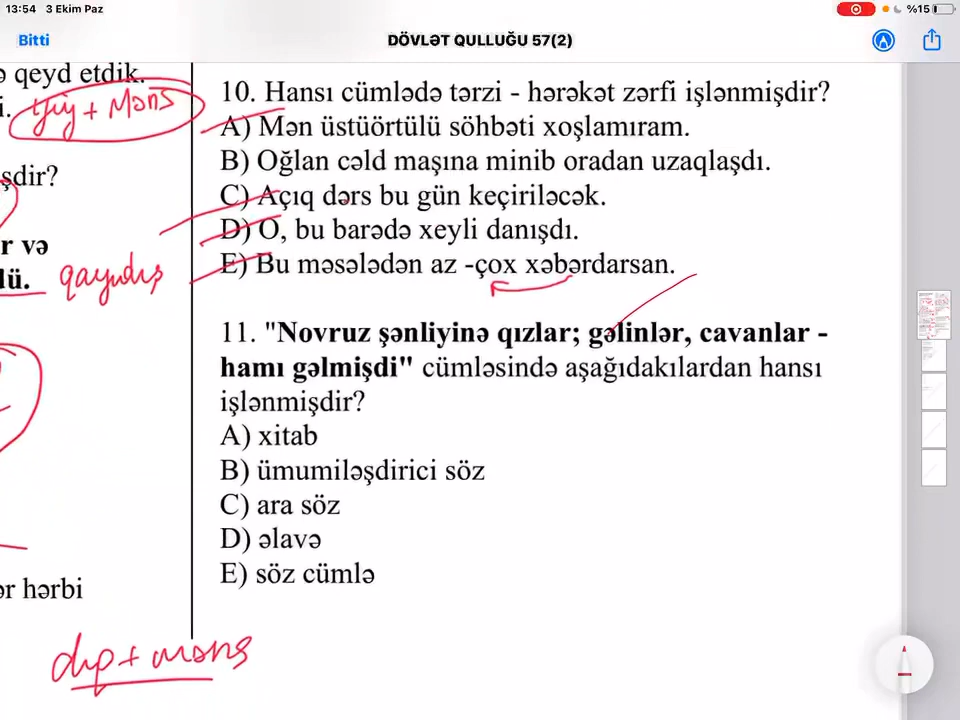 13:54 3 Ekim Paz
%15
Bitti
DÖVLƏT QULLUĞU 57(2)
ə qeyd etdik.
i.
+ Məns
şdir?
r və
lü.
qayıdış
ər hərbi
+ məns
10. Hansı cümlədə tərzi - hərəkət zərfi işlənmişdir?
A) Mən üstüörtülü söhbəti xoşlamıram.
B) Oğlan cəld maşına minib oradan uzaqlaşdı.
C) Açıq dərs bu gün keçiriləcək.
D) O, bu barədə xeyli danışdı.
E) Bu məsələdən az -çox xəbərdarsan.
11. "Novruz şənliyinə qızlar; gəlinlər, cavanlar -
hamı gəlmişdi" cümləsində aşağıdakılardan hansı
işlənmişdir?
A) xitab
B) ümumiləşdirici söz
C) ara söz
D) əlavə
E) söz cümlə